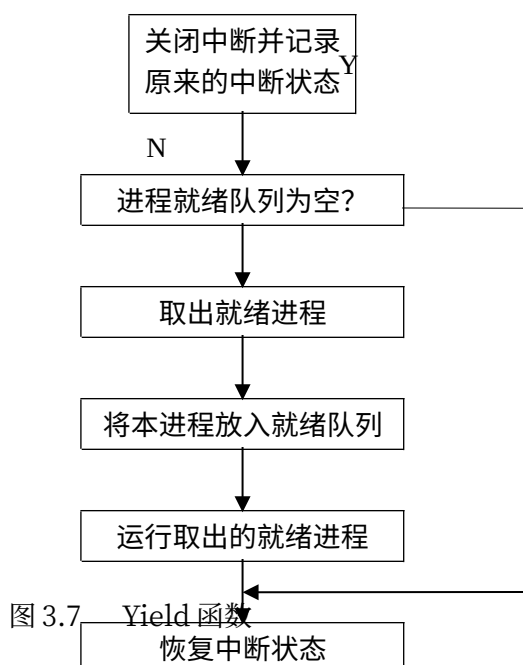 关闭中断并记录
原来的中断状态
Y
N
进程就绪队列为空？
取出就绪进程
将本进程放入就绪队列
运行取出的就绪进程
图 3.7 Yield 函数
恢复中断状态